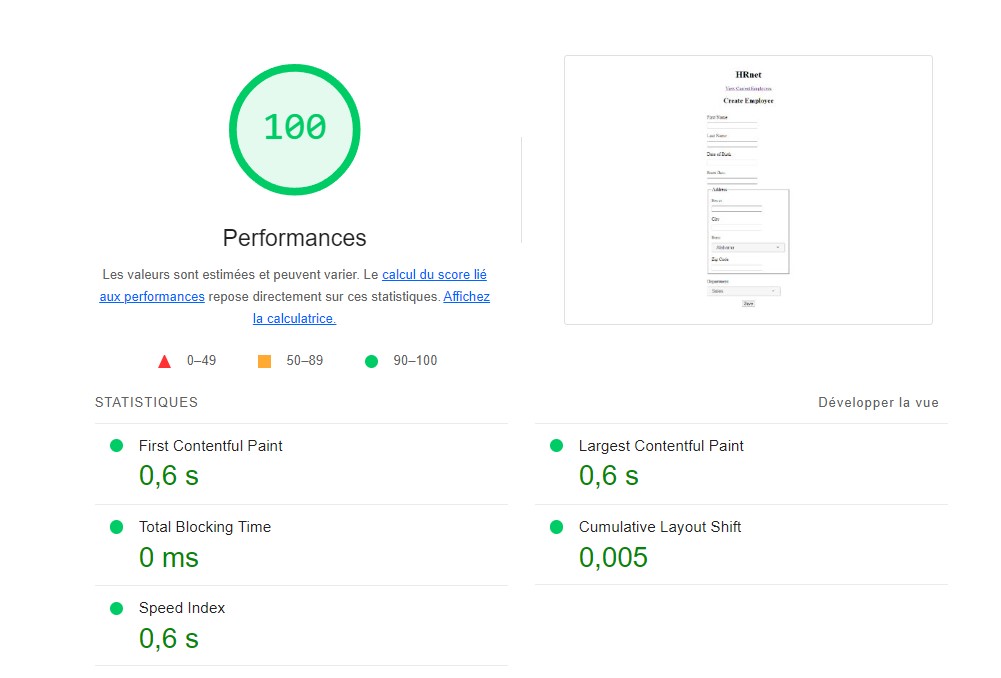 100
Performances
Les valeurs sont estimées et peuvent varier. Le calcul du score lié
aux performances repose directement sur ces statistiques. Affichez
la calculatrice.
0–49
50–89
90–100
HRnet
View Current Employees
Create Employee
First Name
Last Name
Date of Birth
Start Date
Address
Street
City
State
Alabama
Zip Code
Department
Sales
Save
STATISTIQUES
Développer la vue
First Contentful Paint
0,6 s
Largest Contentful Paint
0,6 s
Total Blocking Time
0 ms
Cumulative Layout Shift
0,005
Speed Index
0,6 s